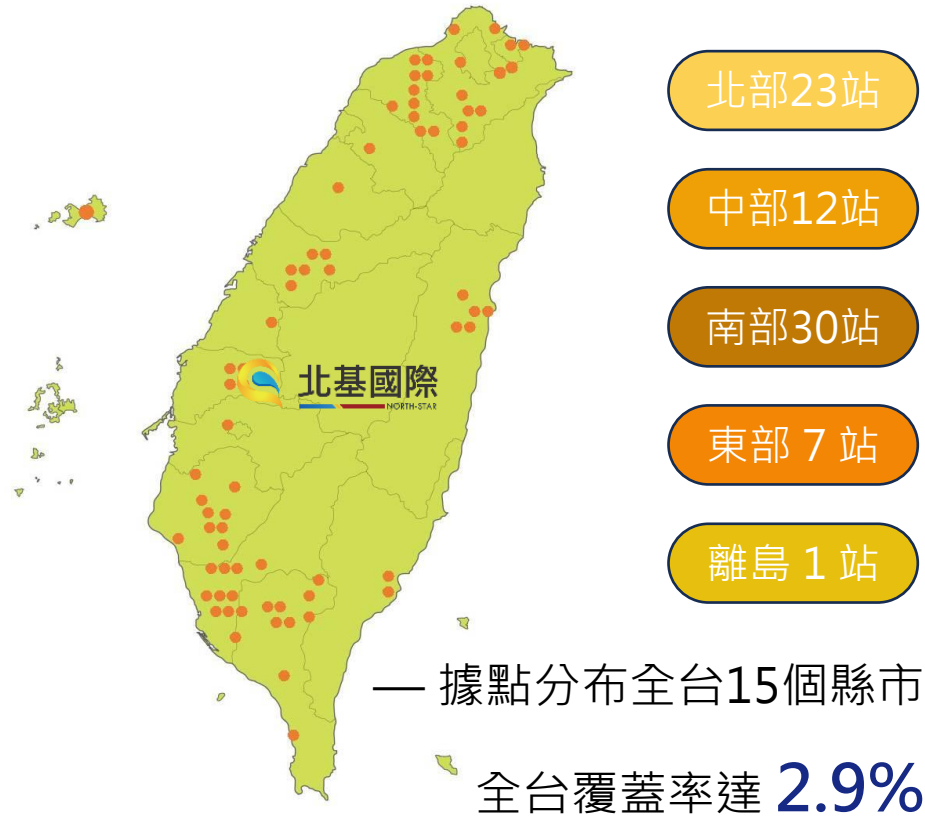 北部23站
中部12站
南部30站
北基國際
NORTH-STAR
東部 7 站
離島 1 站
— 據點分布全台15個縣市
全台覆蓋率達 2.9%